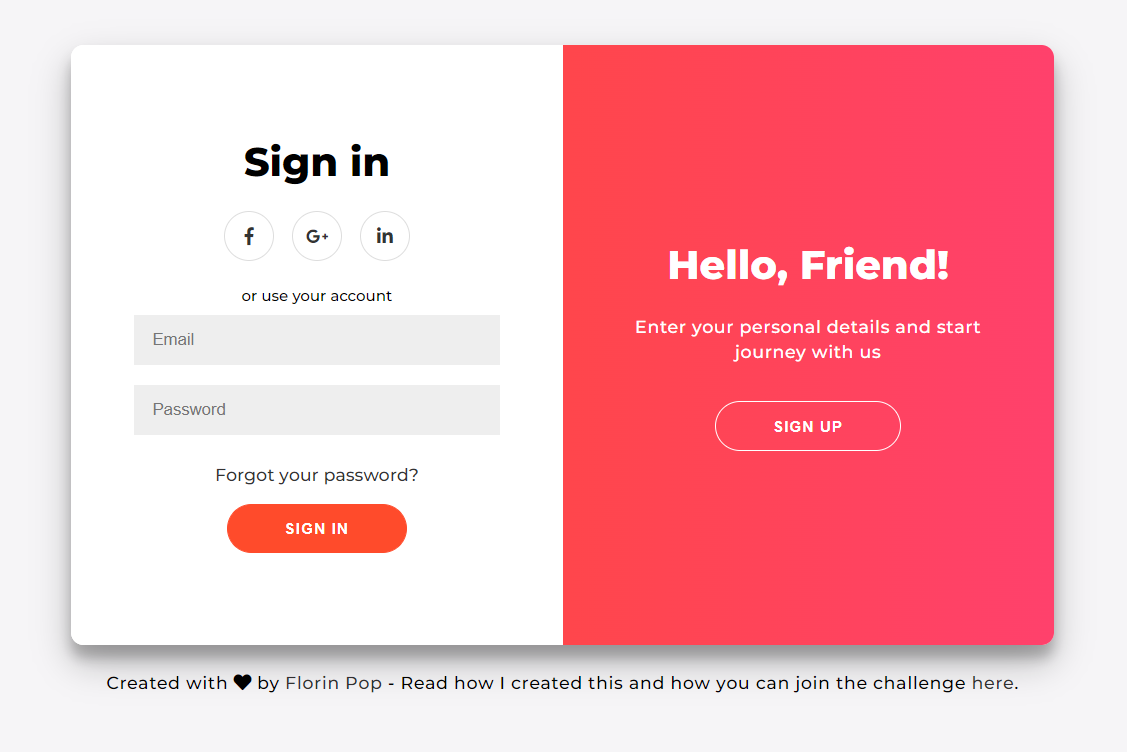 Sign in
f
G+
in
or use your account
Email
Password
Forgot your password?
SIGN IN
Hello, Friend!
Enter your personal details and start
journey with us
SIGN UP
Created with ♥ by Florin Pop - Read how I created this and how you can join the challenge here.